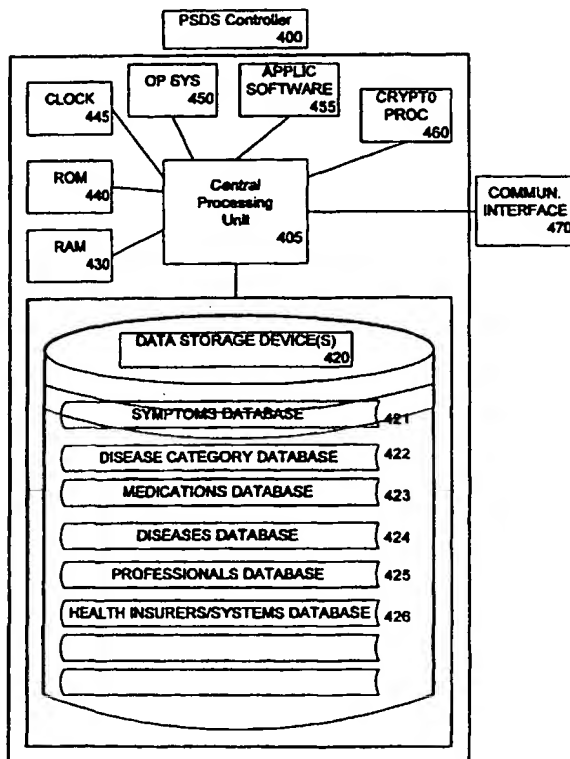 PSDS Controller
400
CLOCK
445
OP SYS
450
APPLIC
SOFTWARE
455
CRYPT0
PROC
460
ROM
440
Central
Processing
Unit
405
COMMUN.
INTERFACE
470
RAM
430
DATA STORAGE DEVICE(S)
420
SYMPTOMS DATABASE 421
DISEASE CATEGORY DATABASE 422
MEDICATIONS DATABASE 423
DISEASES DATABASE 424
PROFESSIONALS DATABASE 425
HEALTH INSURERS/SYSTEMS DATABASE 426